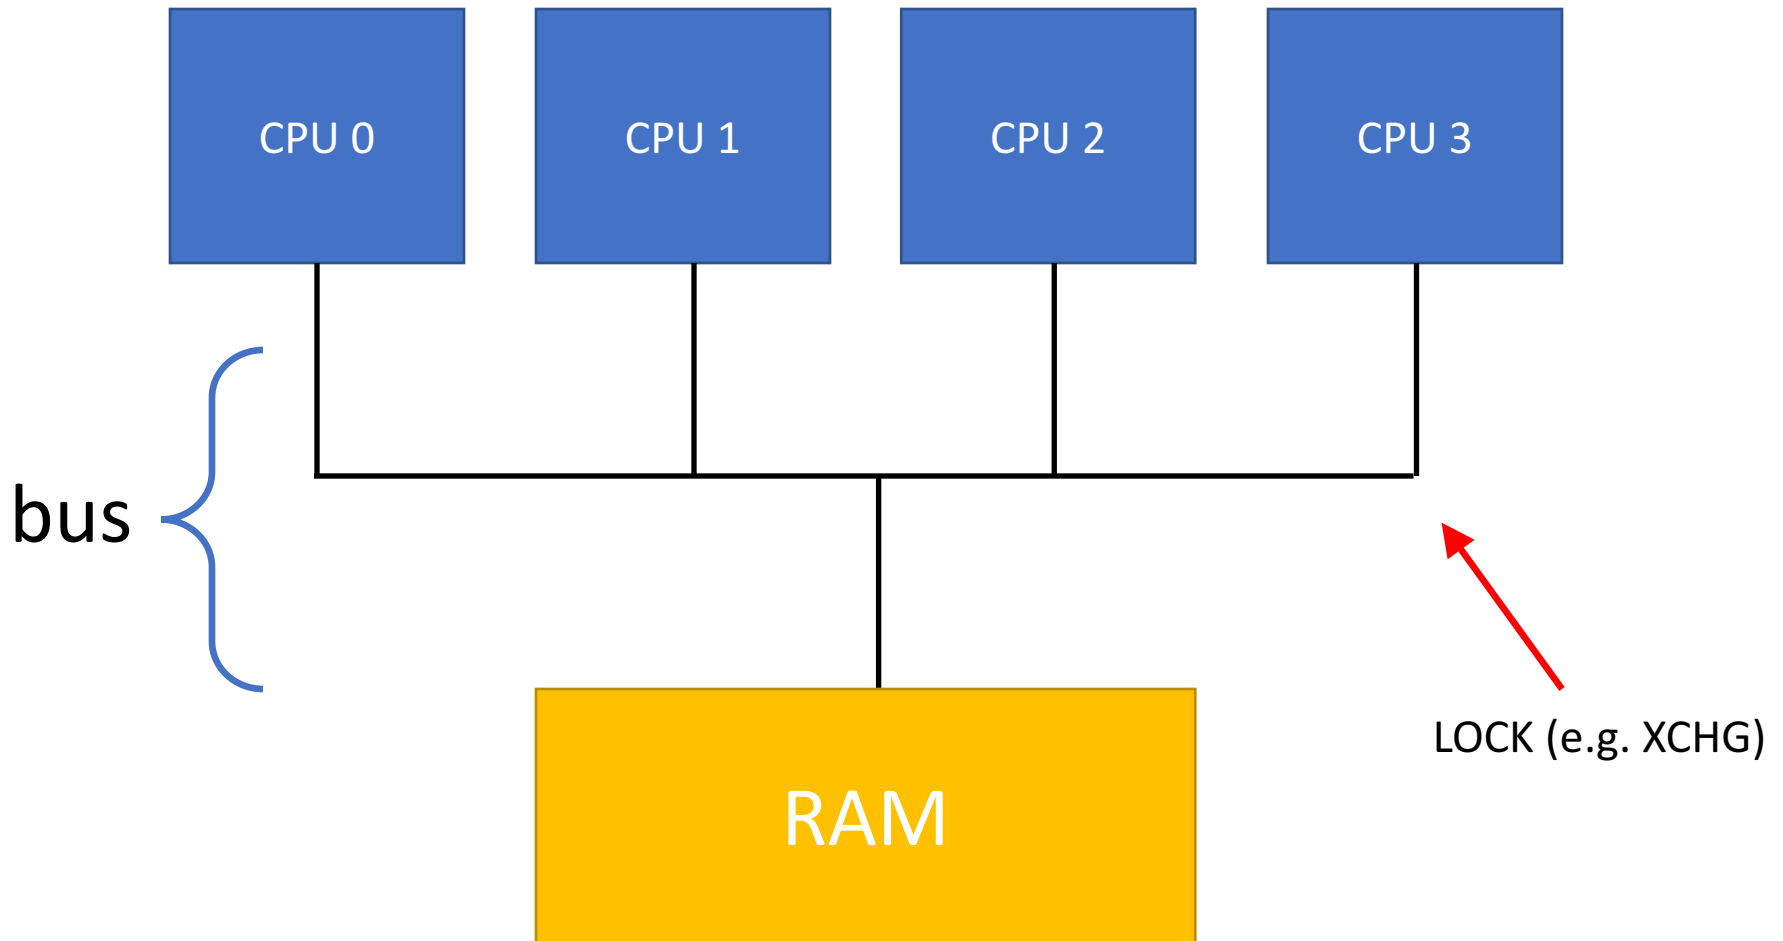 CPU 0
CPU 1
CPU 2
CPU 3
bus
LOCK (e.g. XCHG)
RAM